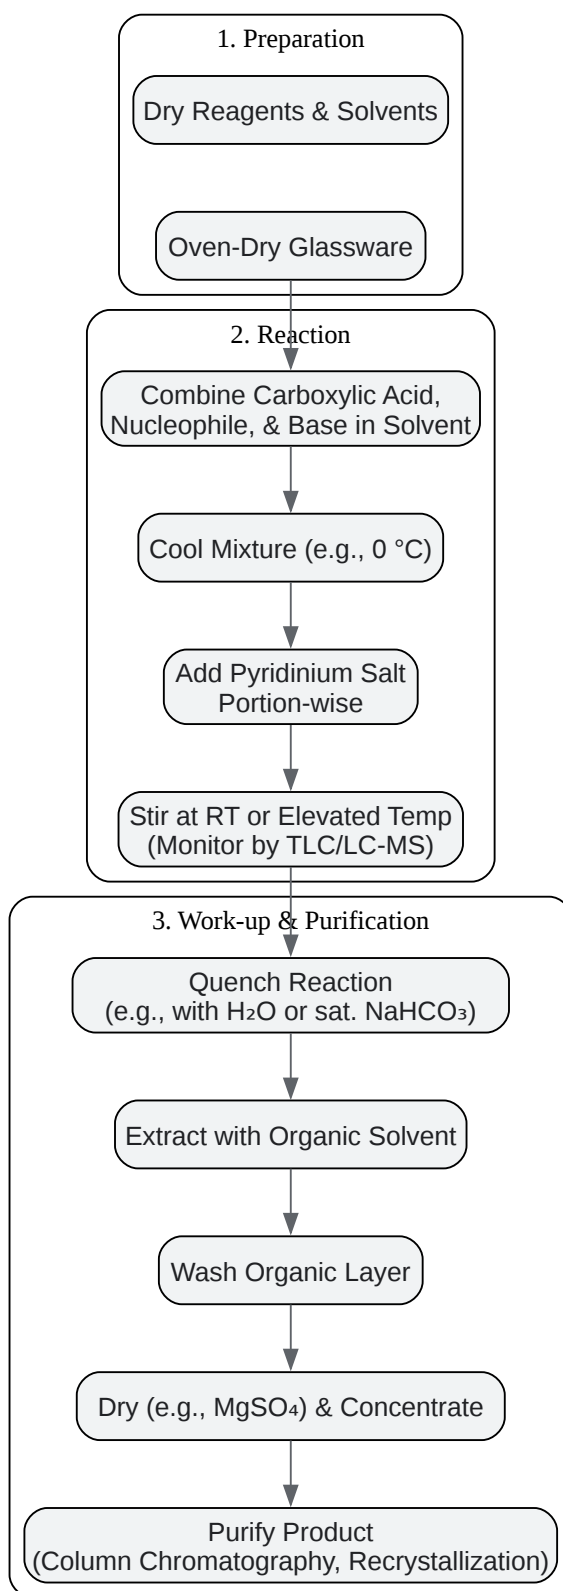 1. Preparation
Dry Reagents & Solvents
Oven-Dry Glassware
2. Reaction
Combine Carboxylic Acid,
Nucleophile, & Base in Solvent
Cool Mixture (e.g., 0 °C)
Add Pyridinium Salt
Portion-wise
Stir at RT or Elevated Temp
(Monitor by TLC/LC-MS)
3. Work-up & Purification
Quench Reaction
(e.g., with H₂O or sat. NaHCO₃)
Extract with Organic Solvent
Wash Organic Layer
Dry (e.g., MgSO₄) & Concentrate
Purify Product
(Column Chromatography, Recrystallization)